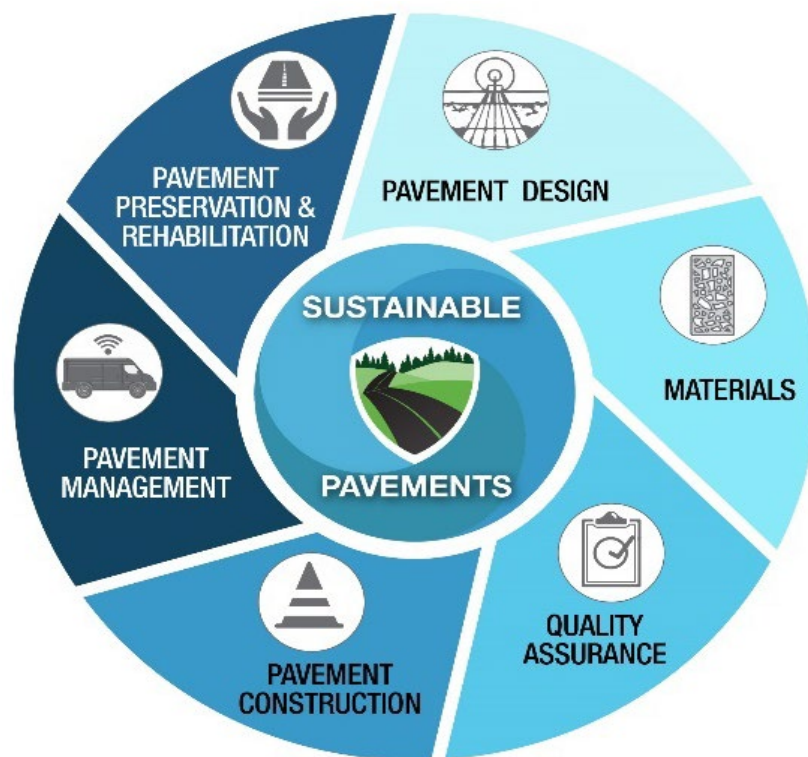 PAVEMENT
PRESERVATION &
REHABILITATION
PAVEMENT DESIGN
MATERIALS
QUALITY
ASSURANCE
PAVEMENT
CONSTRUCTION
PAVEMENT
MANAGEMENT
SUSTAINABLE
PAVEMENTS